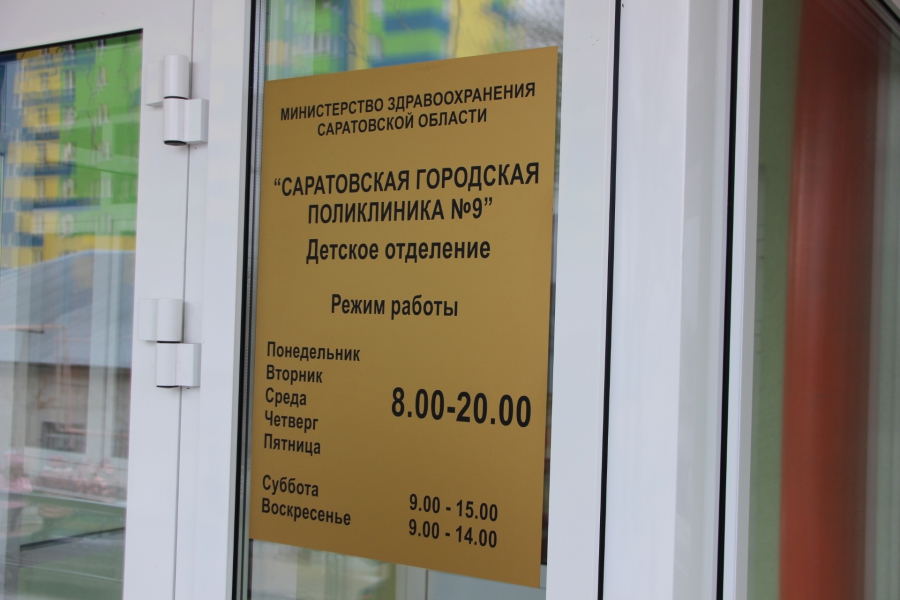 МИНИСТЕРСТВО ЗДРАВООХРАНЕНИЯ
САРАТОВСКОЙ ОБЛАСТИ
“САРАТОВСКАЯ ГОРОДСКАЯ
ПОЛИКЛИНИКА №9”
Детское отделение
Режим работы
Понедельник
Вторник
Среда
Четверг
Пятница
8.00-20.00
Суббота 9.00 - 15.00
Воскресенье 9.00 - 14.00